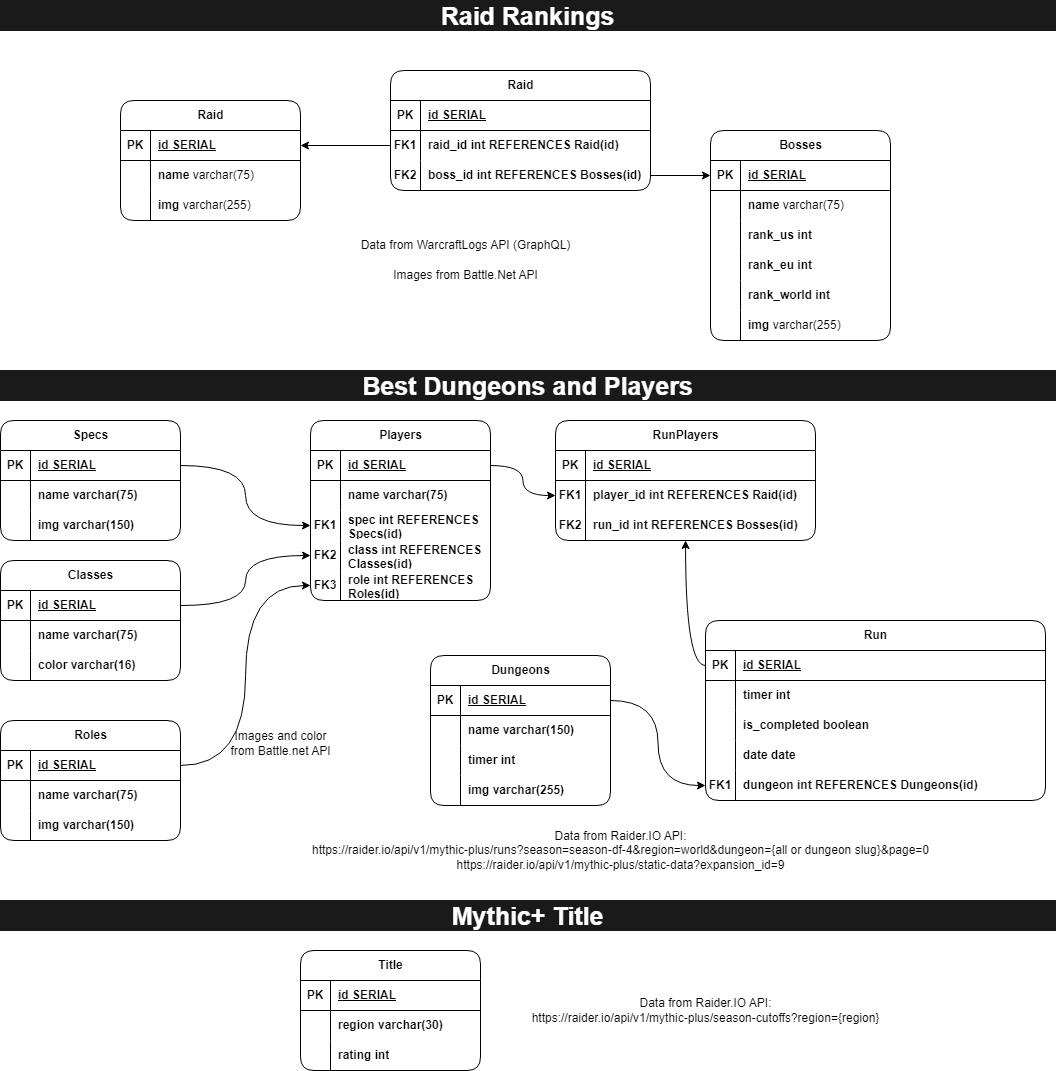 Raid Rankings
Raid
PK id SERIAL
name varchar(75)
img varchar(255)
Raid
PK id SERIAL
FK1 raid_id int REFERENCES Raid(id)
FK2 boss_id int REFERENCES Bosses(id)
Bosses
PK id SERIAL
name varchar(75)
rank_us int
rank_eu int
rank_world int
img varchar(255)
Data from WarcraftLogs API (GraphQL)
Images from Battle.Net API
Best Dungeons and Players
Specs
PK id SERIAL
name varchar(75)
img varchar(150)
Classes
PK id SERIAL
name varchar(75)
color varchar(16)
Roles
PK id SERIAL
name varchar(75)
img varchar(150)
Images and color
from Battle.net API
Players
PK id SERIAL
name varchar(75)
FK1 spec int REFERENCES
Specs(id)
FK2 class int REFERENCES
Classes(id)
FK3 role int REFERENCES
Roles(id)
RunPlayers
PK id SERIAL
FK1 player_id int REFERENCES Raid(id)
FK2 run_id int REFERENCES Bosses(id)
Dungeons
PK id SERIAL
name varchar(150)
timer int
img varchar(255)
Run
PK id SERIAL
timer int
is_completed boolean
date date
FK1 dungeon int REFERENCES Dungeons(id)
Data from Raider.IO API:
https://raider.io/api/v1/mythic-plus/runs?season=season-df-4&region=world&dungeon={all or dungeon slug}&page=0
https://raider.io/api/v1/mythic-plus/static-data?expansion_id=9
Mythic+ Title
Title
PK id SERIAL
region varchar(30)
rating int
Data from Raider.IO API:
https://raider.io/api/v1/mythic-plus/season-cutoffs?region={region}